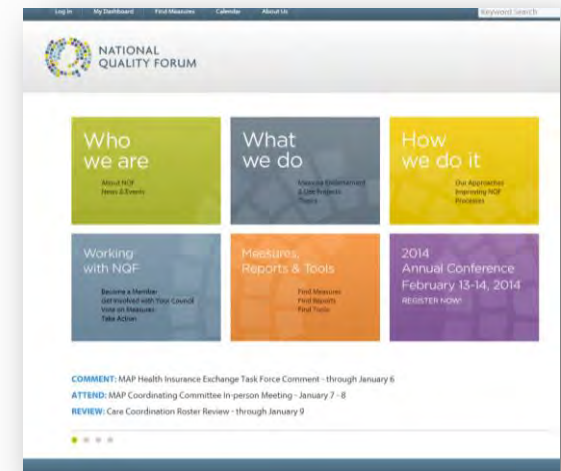 Log In My Dashboard Find Measures Calendar About Us Keyword Search
NATIONAL
QUALITY FORUM
Who
we are
About NQF
News & Events
What
we do
Measure Endorsement
& Use Projects
Topics
How
we do it
Our Approaches
Improving NQF
Processes
Working
with NQF
Become a Member
Get Involved with Your Council
Vote on Measures
Take Action
Measures,
Reports & Tools
Find Measures
Find Reports
Find Tools
2014
Annual Conference
February 13-14, 2014
REGISTER NOW!
COMMENT: MAP Health Insurance Exchange Task Force Comment - through January 6
ATTEND: MAP Coordinating Committee In-person Meeting - January 7 - 8
REVIEW: Care Coordination Roster Review - through January 9